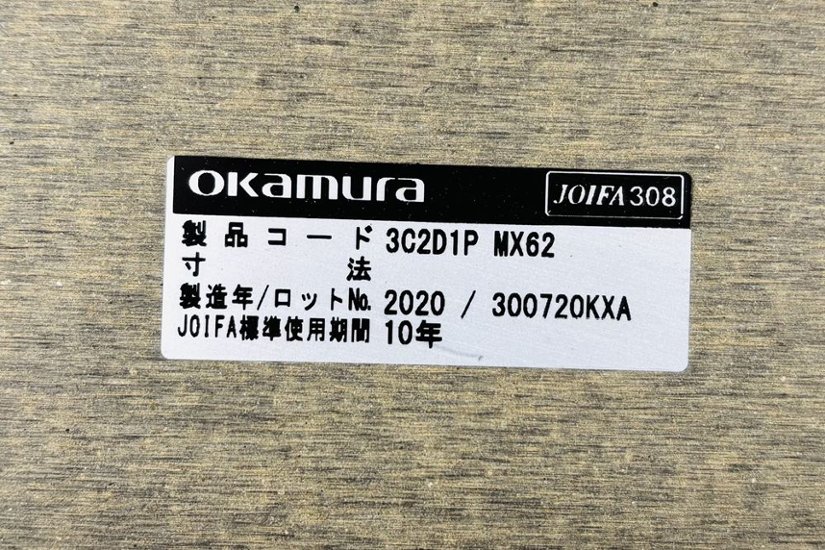 OKamura JOIFA308
製品コード 3C2D1P MX62
寸法
製造年/ロットNo. 2020 / 300720KXA
JOIFA標準使用期間 10年